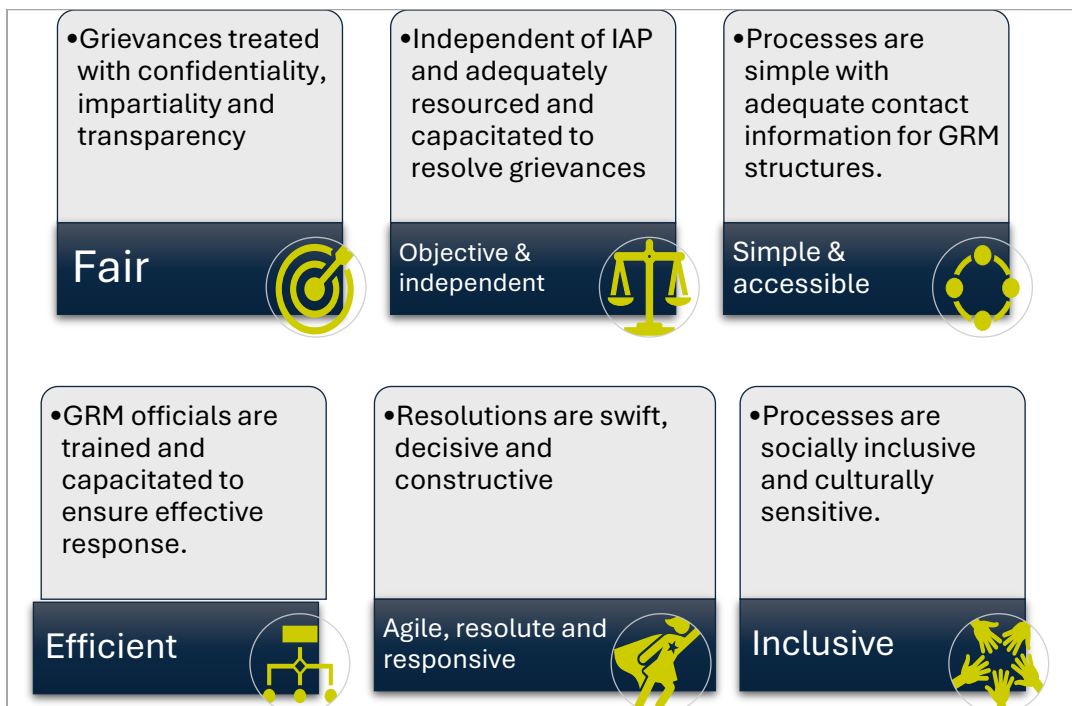 •Grievances treated
with confidentiality,
impartiality and
transparency
Fair
•Independent of IAP
and adequately
resourced and
capacitated to
resolve grievances
Objective &
independent
•Processes are
simple with
adequate contact
information for GRM
structures.
Simple &
accessible
•GRM officials are
trained and
capacitated to
ensure effective
response.
Efficient
•Resolutions are swift,
decisive and
constructive
Agile, resolute and
responsive
•Processes are
socially inclusive
and culturally
sensitive.
Inclusive